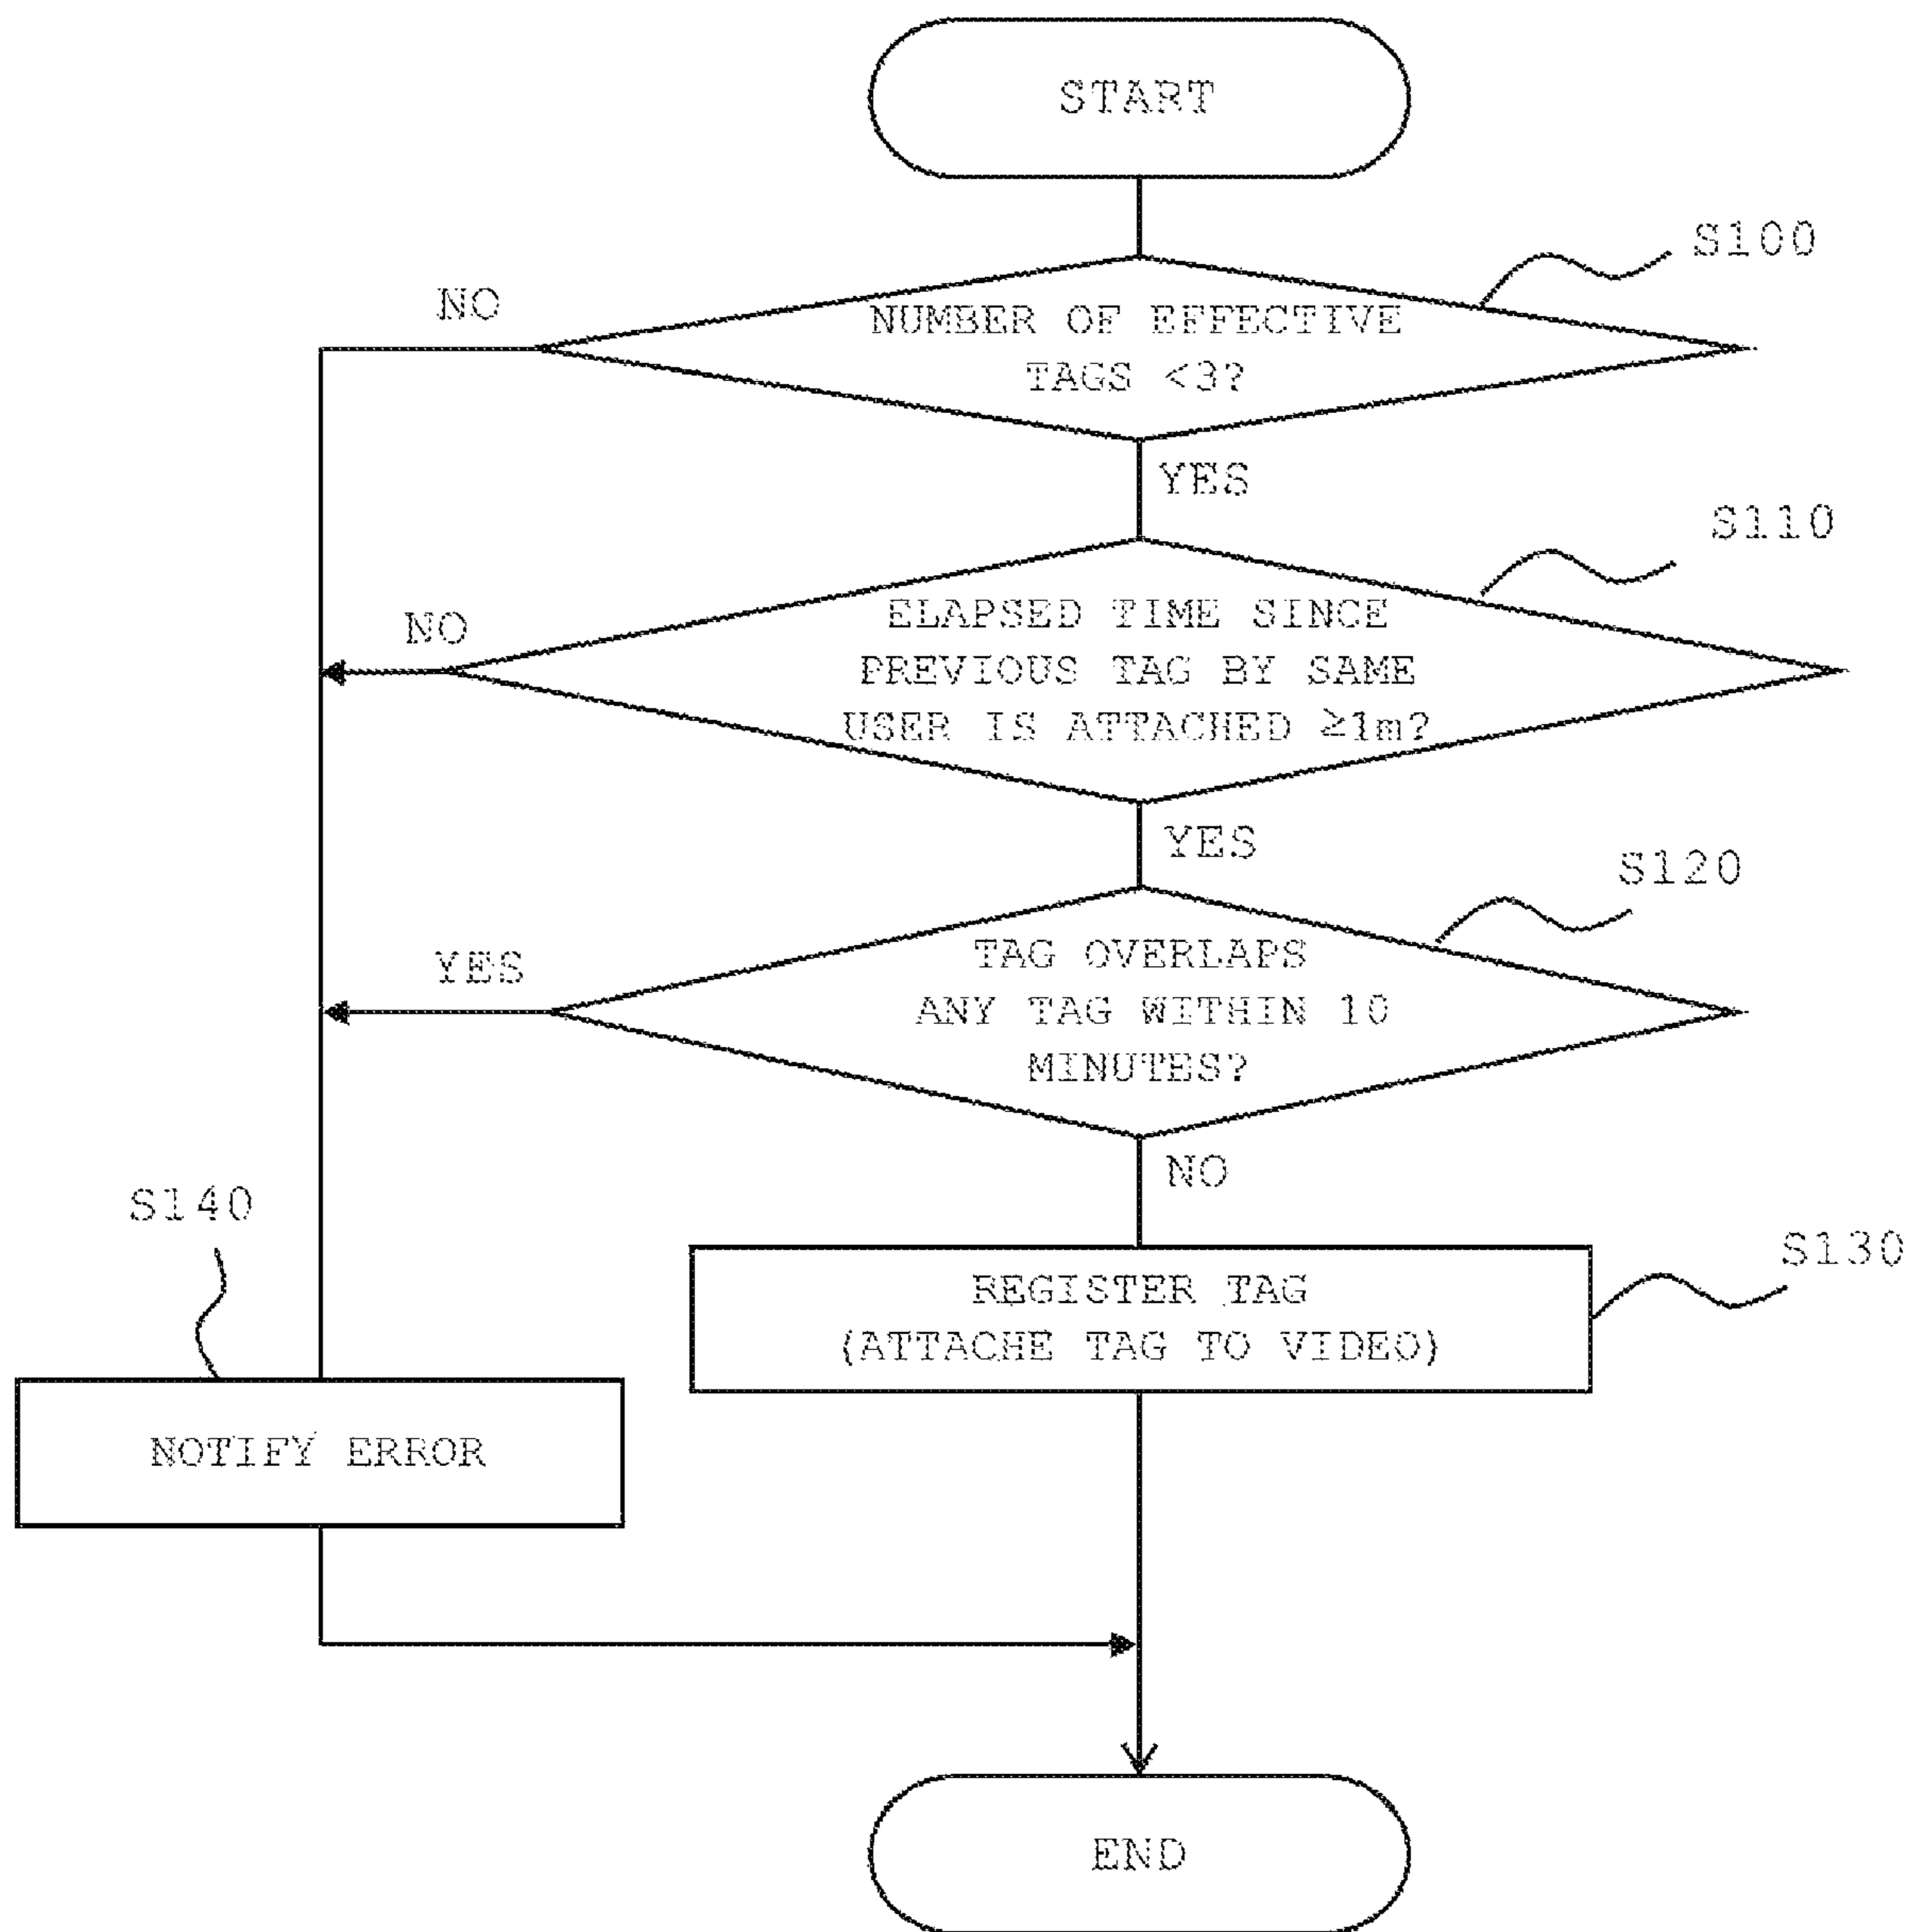 START
S100
NO
NUMBER OF EFFECTIVE
TAGS <3?
YES
S110
NO
ELAPSED TIME SINCE
PREVIOUS TAG BY SAME
USER IS ATTACHED ≥1m?
YES
S120
YES
TAG OVERLAPS
ANY TAG WITHIN 10
MINUTES?
NO
S140
S130
REGISTER TAG
(ATTACHE TAG TO VIDEO)
NOTIFY ERROR
END